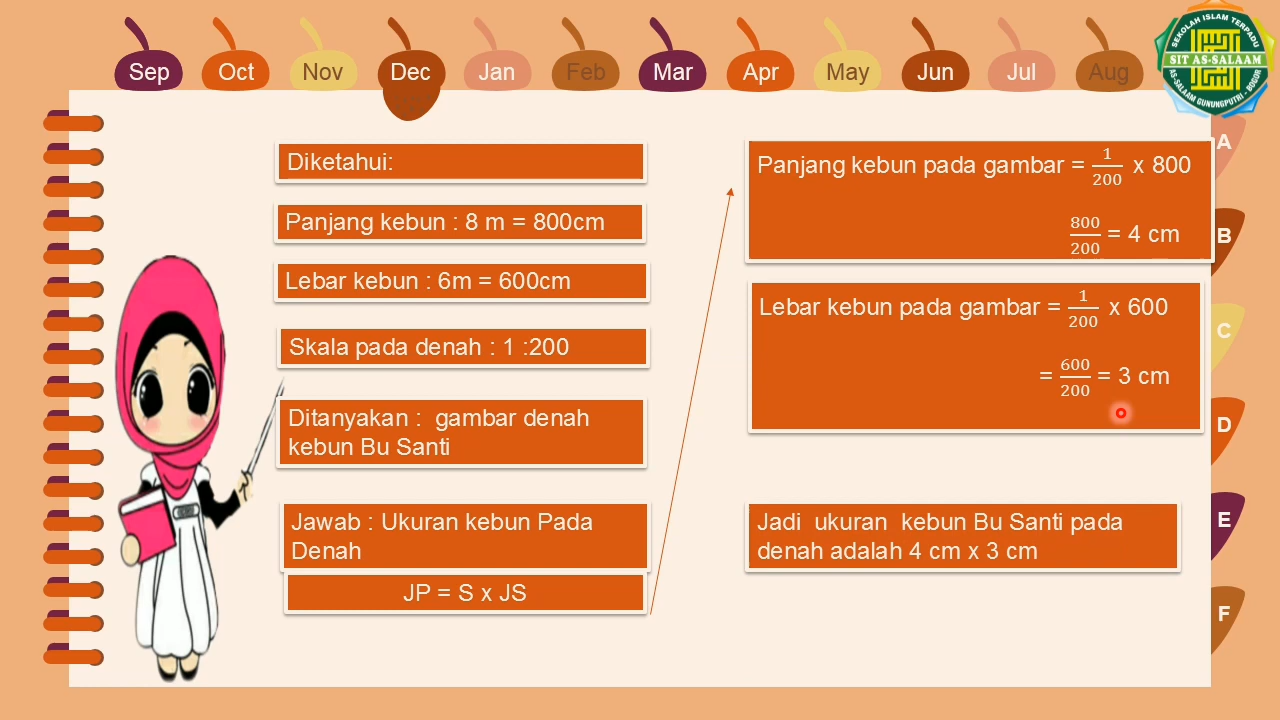 Sep Oct Nov Dec Jan Feb Mar Apr May Jun Jul Aug
SEKOLAH ISLAM TERPADU
SIT AS-SALAAM
AS-SALAAM GUNUNGPUTRI - BOGOR
Diketahui:
Panjang kebun : 8 m = 800cm
Lebar kebun : 6m = 600cm
Skala pada denah : 1 :200
Ditanyakan :  gambar denah
kebun Bu Santi
Jawab : Ukuran kebun Pada
Denah
JP = S x JS
Panjang kebun pada gambar = 1/200 x 800
800/200 = 4 cm
Lebar kebun pada gambar = 1/200 x 600
= 600/200 = 3 cm
Jadi  ukuran  kebun Bu Santi pada
denah adalah 4 cm x 3 cm
A
B
C
D
E
F